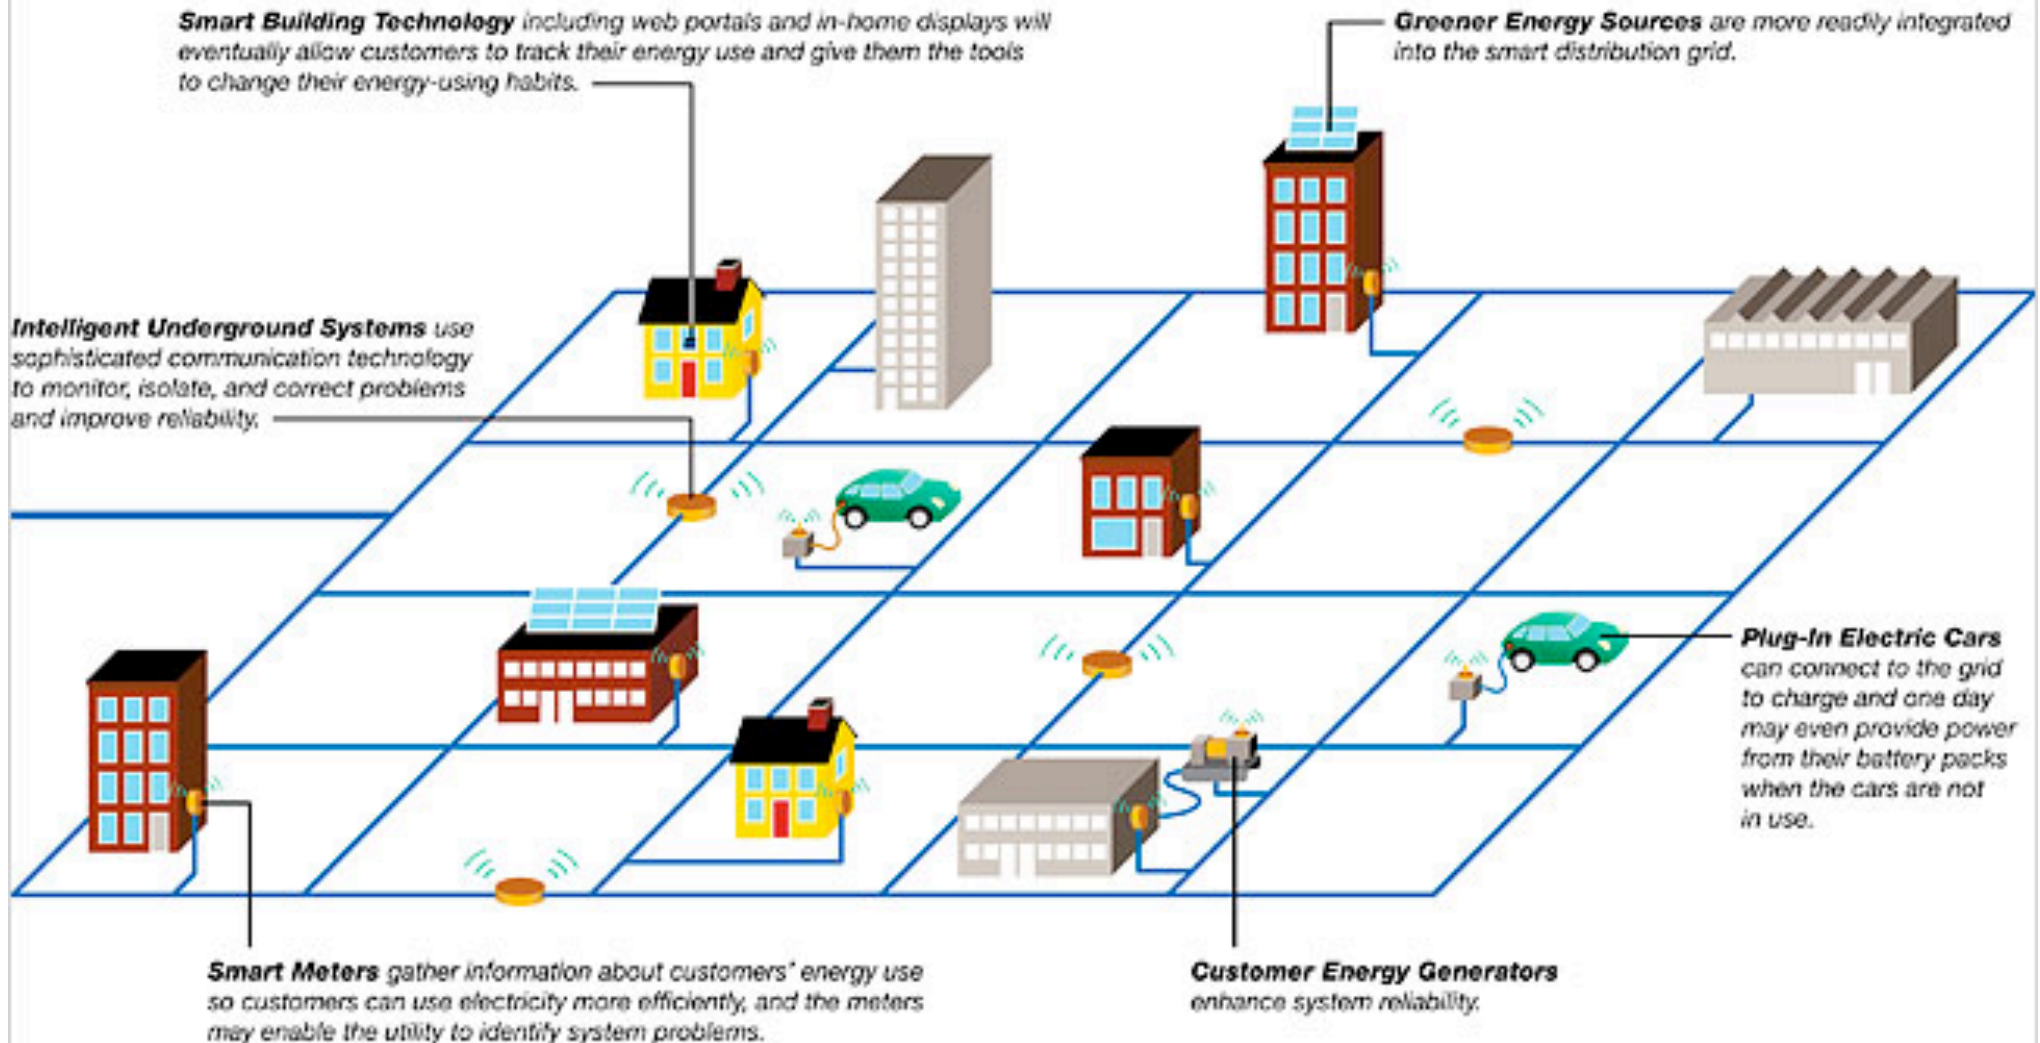 Smart Building Technology including web portals and in-home displays will
eventually allow customers to track their energy use and give them the tools
to change their energy-using habits.
Greener Energy Sources are more readily integrated
into the smart distribution grid.
Intelligent Underground Systems use
sophisticated communication technology
to monitor, isolate, and correct problems
and improve reliability.
Plug-In Electric Cars
can connect to the grid
to charge and one day
may even provide power
from their battery packs
when the cars are not
in use.
Smart Meters gather information about customers' energy use
so customers can use electricity more efficiently, and the meters
may enable the utility to identify system problems.
Customer Energy Generators
enhance system reliability.